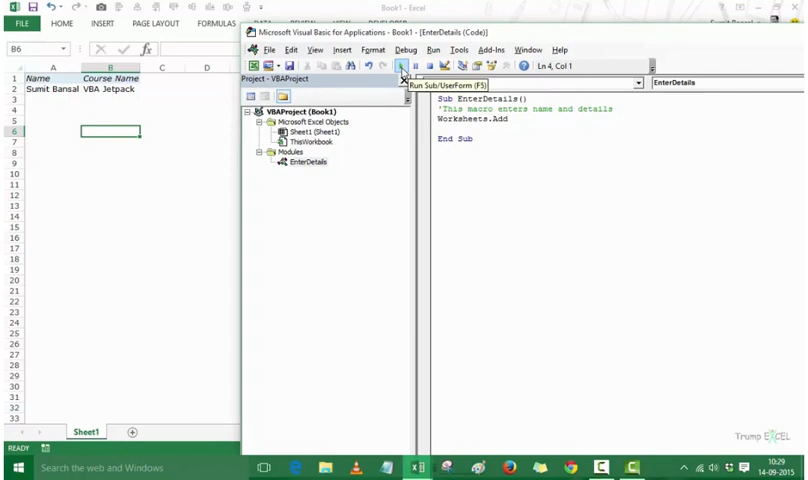 Book1 - Excel
FILE HOME INSERT PAGE LAYOUT FORMULAS
Microsoft Visual Basic for Applications - Book1 - [EnterDetails (Code)]
File Edit View Insert Format Debug Run Tools Add-Ins Window Help
B6
fx
Ln 4, Col 1
Run Sub/UserForm (F5)
Project - VBAProject
EnterDetails
A B C D
1 Name Course Name
2 Sumit Bansal VBA Jetpack
3
4
5
6
7
8
9
10
11
12
13
14
15
16
17
18
19
20
21
22
23
24
25
26
27
28
29
30
31
32
33
VBAProject (Book1)
Microsoft Excel Objects
Sheet1 (Sheet1)
ThisWorkbook
Modules
EnterDetails
Sub EnterDetails()
'This macro enters name and details
Worksheets.Add
End Sub
Sheet1
READY
Trump EXCEL
Search the web and Windows
10:29
14-09-2015